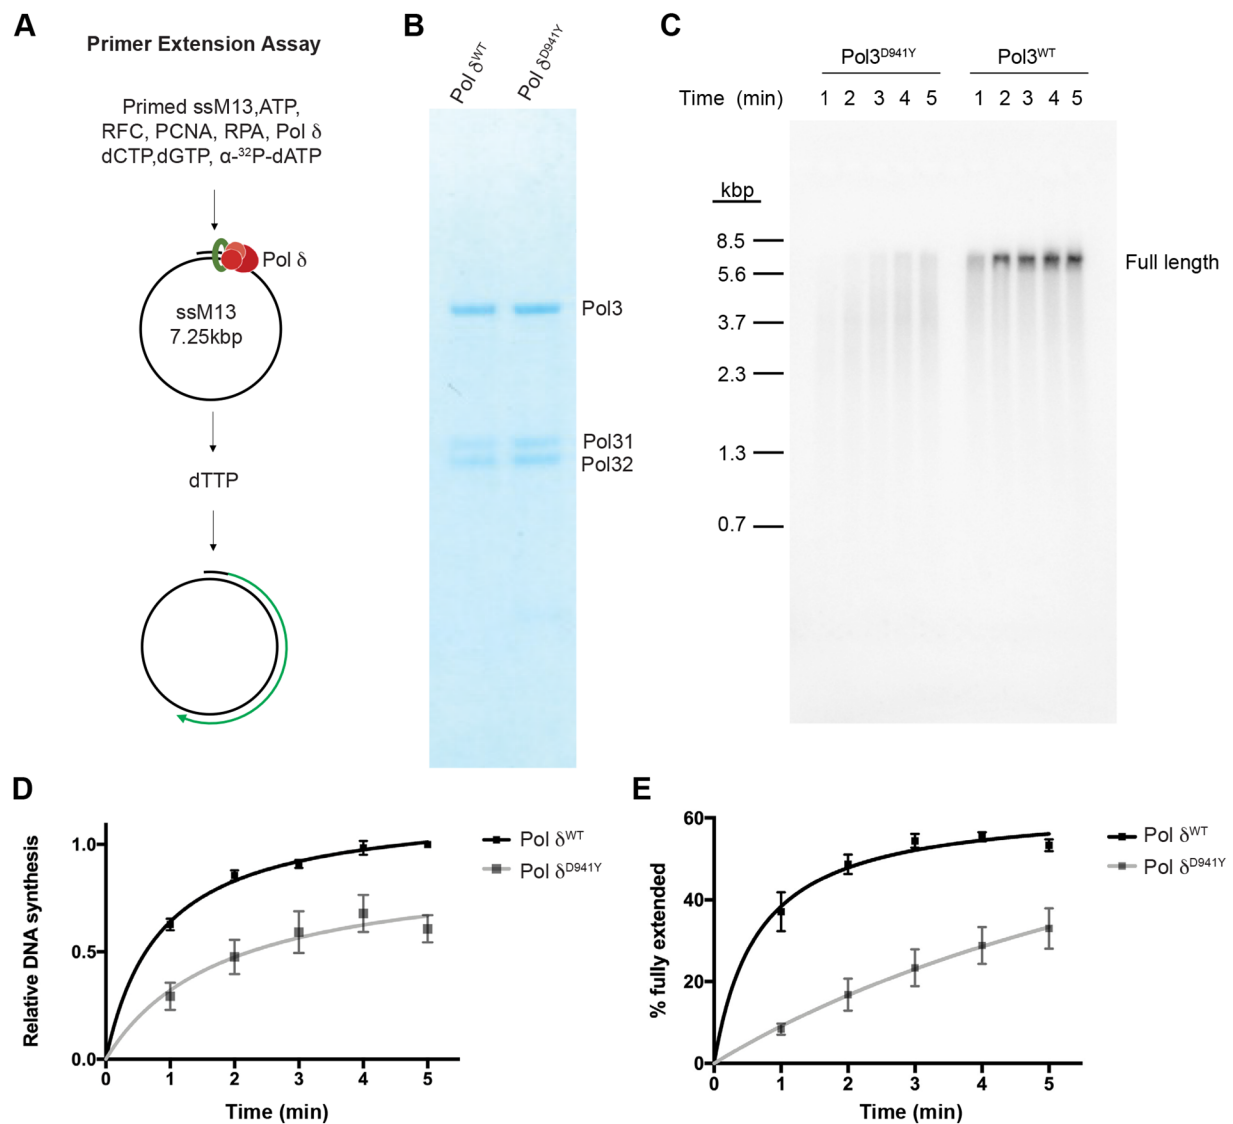 A
Primer Extension Assay
Primed ssM13,ATP,
RFC, PCNA, RPA, Pol δ
dCTP,dGTP, α-³²P-dATP
Pol δ
ssM13
7.25kbp
dTTP
B
Pol δᵂᵀ
Pol δᴰ⁹⁴¹ʸ
Pol3
Pol31
Pol32
C
Pol3ᴰ⁹⁴¹ʸ Pol3ᵂᵀ
Time (min) 1 2 3 4 5 1 2 3 4 5
kbp
8.5
5.6
3.7
2.3
1.3
0.7
Full length
D
Relative DNA synthesis
1.0
0.5
0.0
0 1 2 3 4 5
Time (min)
Pol δᵂᵀ
Pol δᴰ⁹⁴¹ʸ
E
% fully extended
60
40
20
0
0 1 2 3 4 5
Time (min)
Pol δᵂᵀ
Pol δᴰ⁹⁴¹ʸ